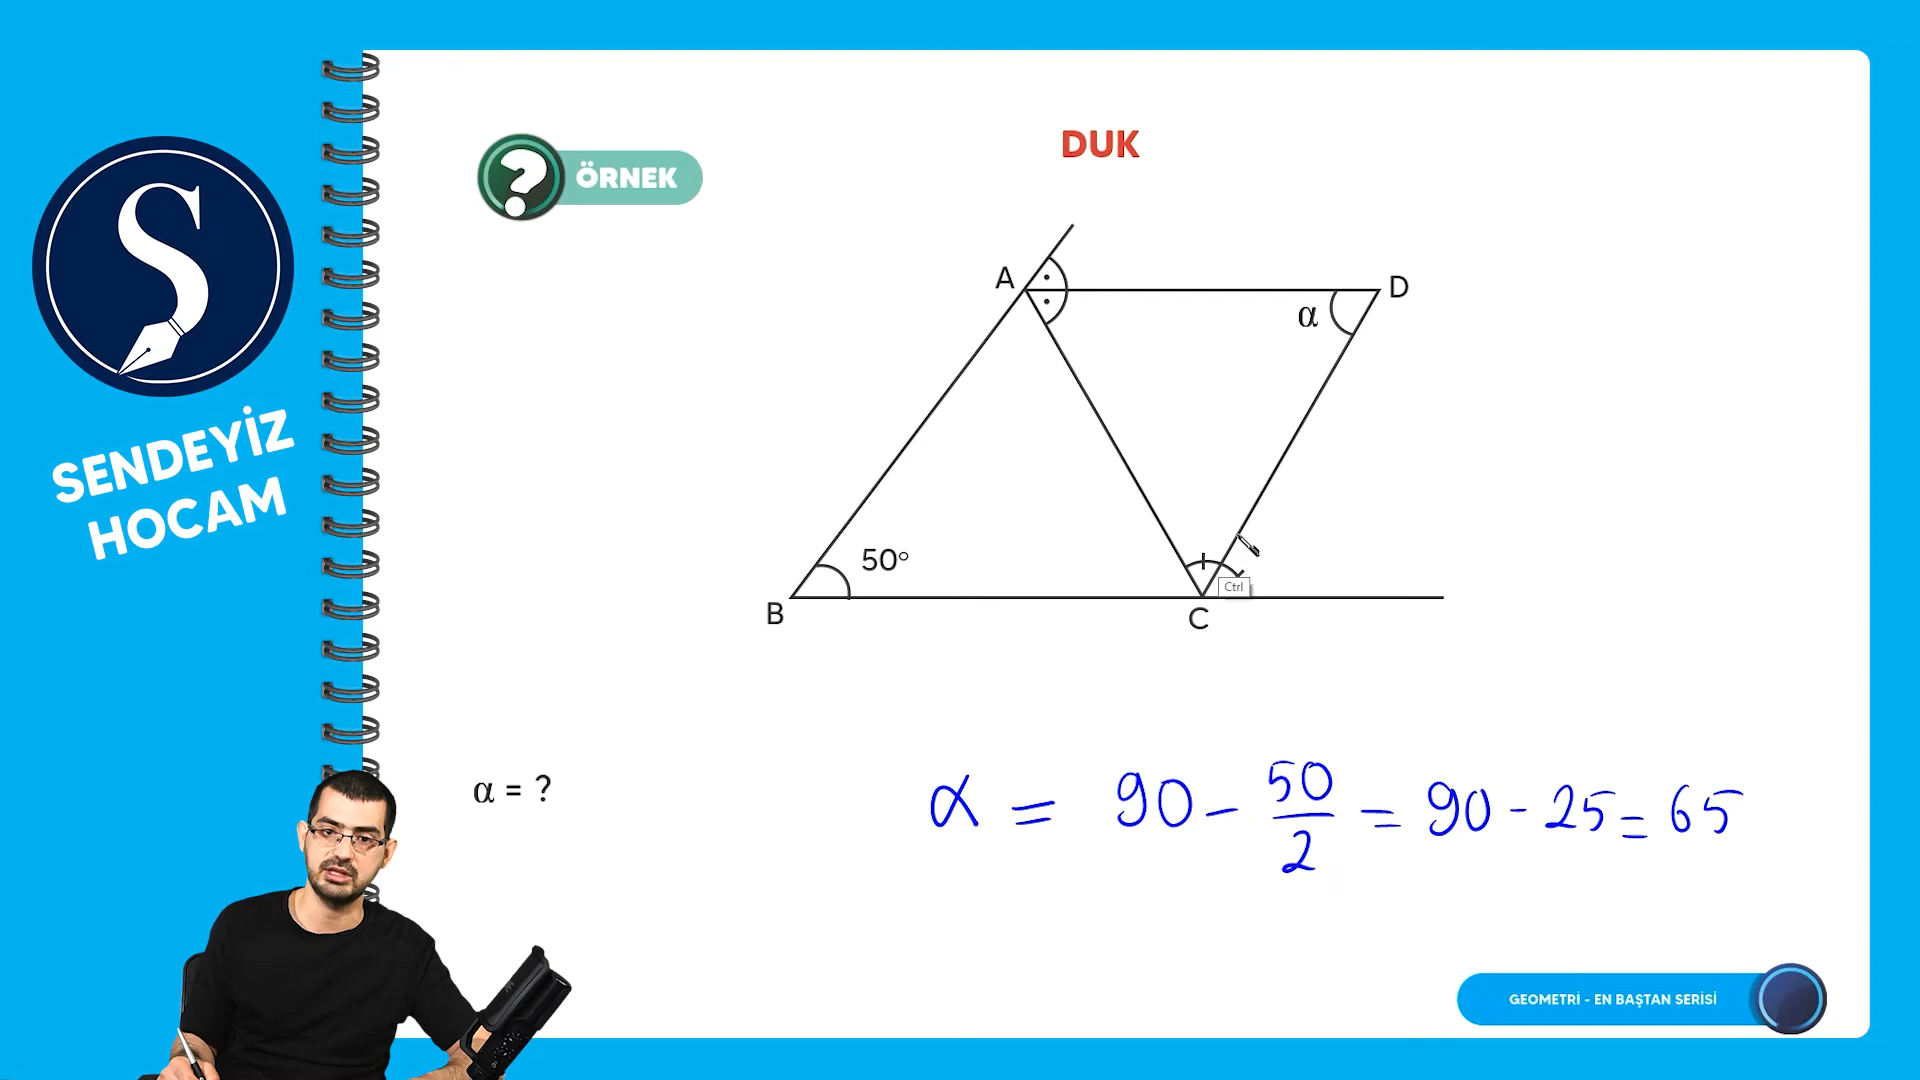 SENDEYİZ
HOCAM
ÖRNEK
DUK
A
D
α
50°
B
C
Ctrl
α = ?
α = 90 - 50/2 = 90 - 25 = 65
GEOMETRİ - EN BAŞTAN SERİSİ